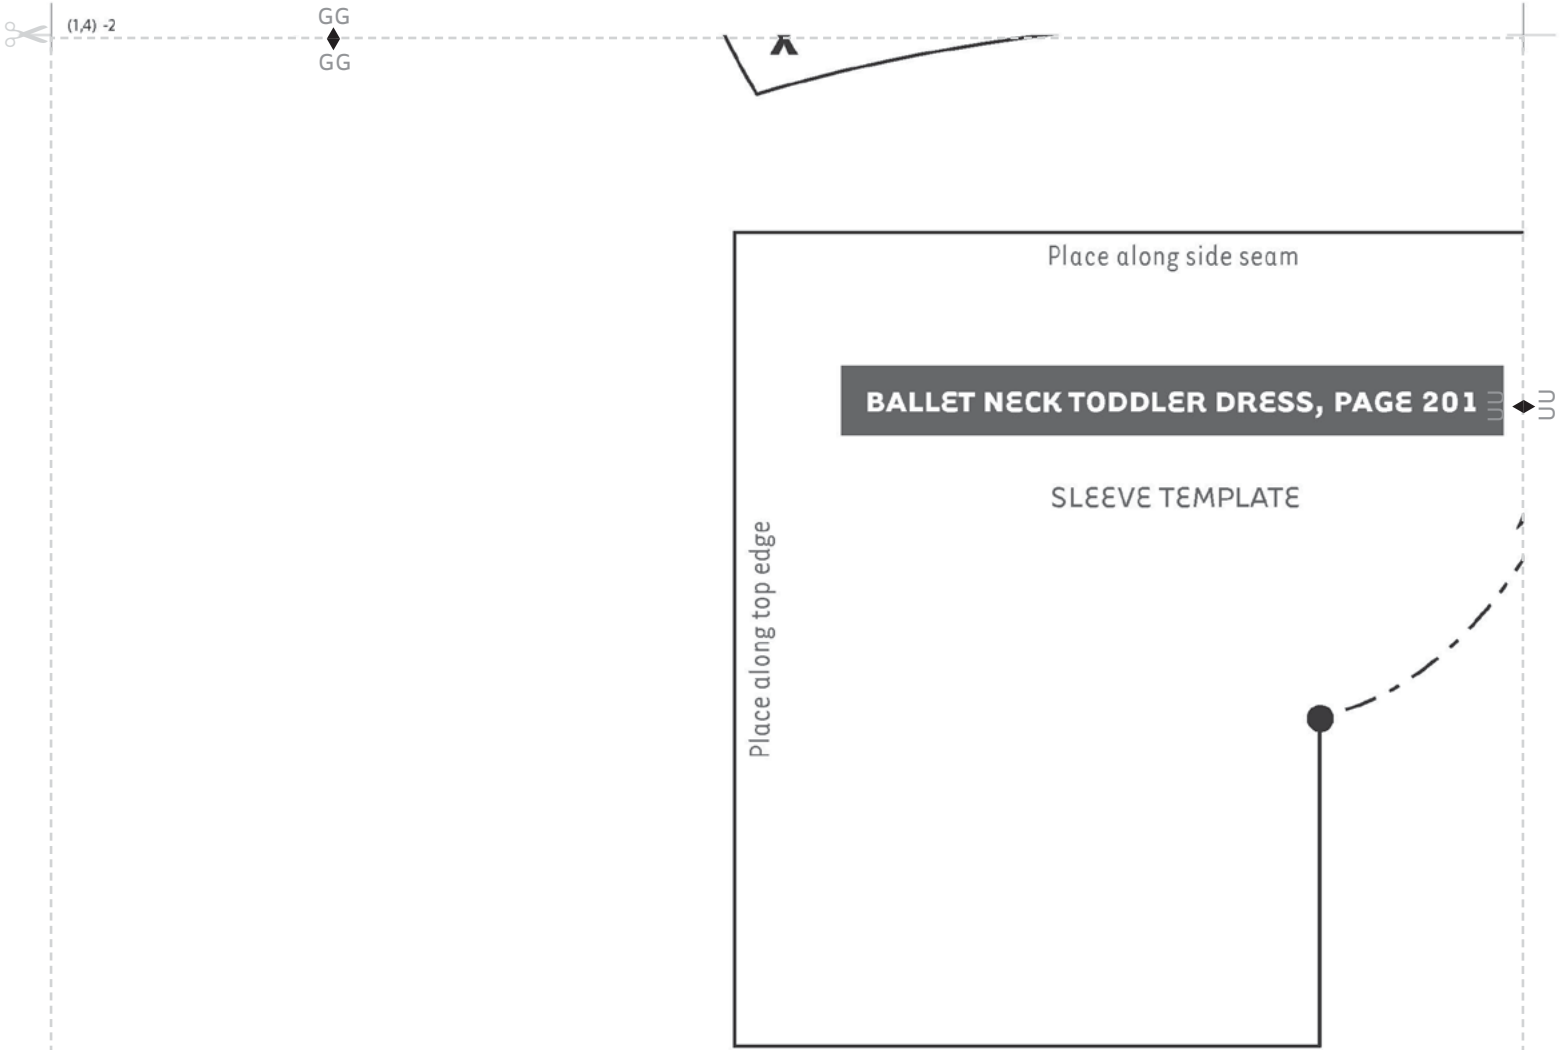 (1,4) -2
GG
GG
Place along side seam
BALLET NECK TODDLER DRESS, PAGE 201
UU
UU
SLEEVE TEMPLATE
Place along top edge